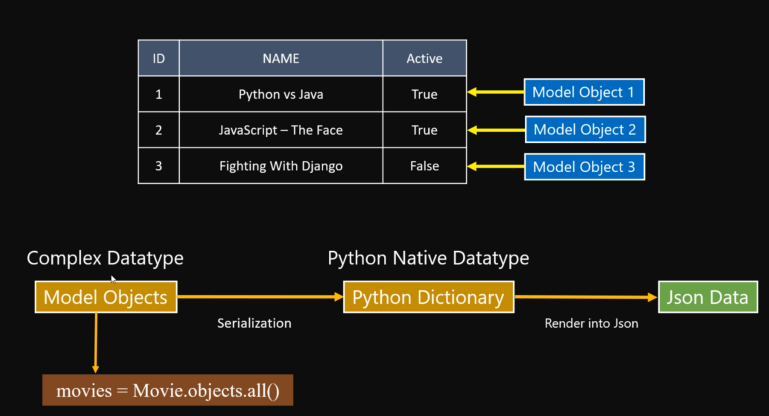 ID NAME Active
1 Python vs Java True Model Object 1
2 JavaScript – The Face True Model Object 2
3 Fighting With Django False Model Object 3
Complex Datatype Python Native Datatype
Model Objects Python Dictionary Json Data
Serialization Render into Json
movies = Movie.objects.all()